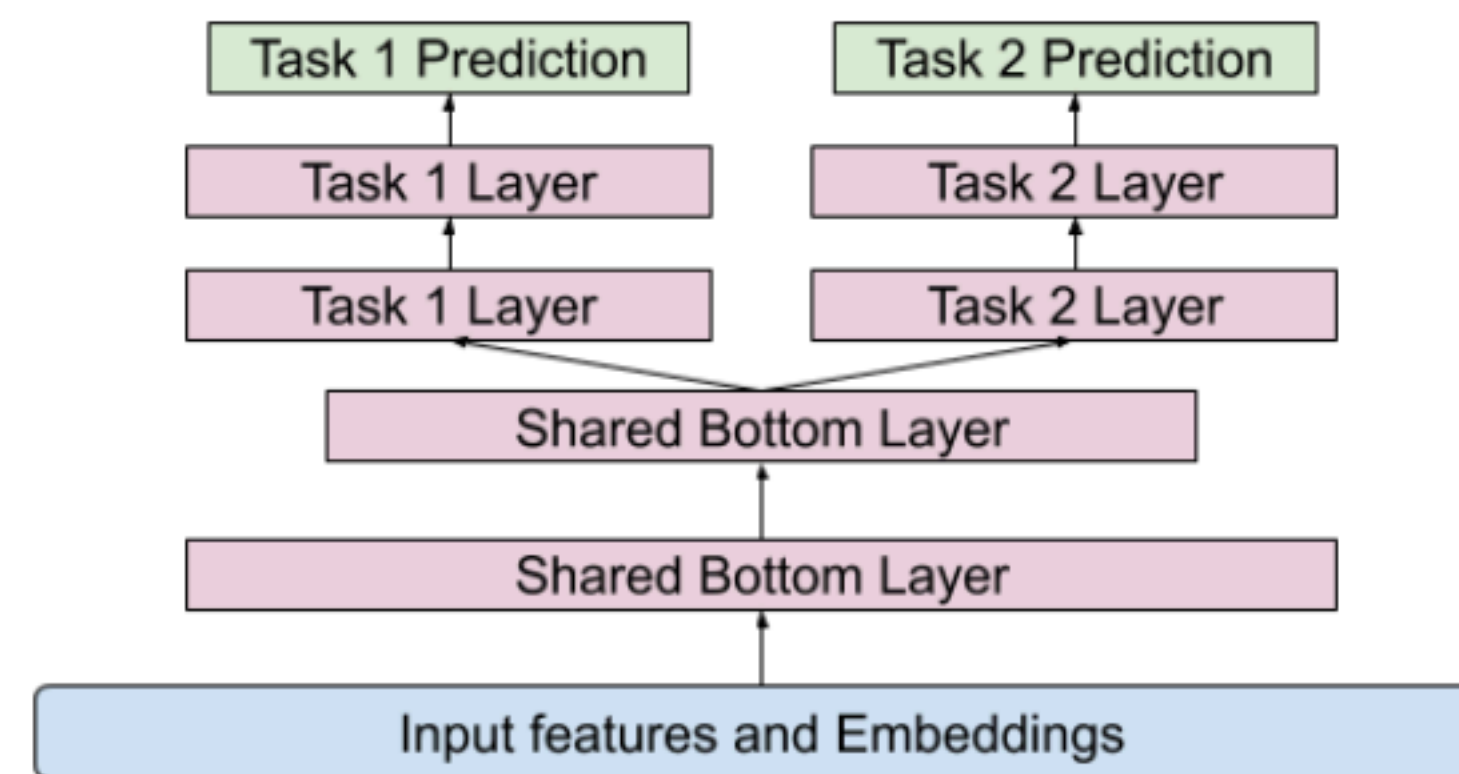 Task 1 Prediction
Task 2 Prediction
Task 1 Layer
Task 2 Layer
Task 1 Layer
Task 2 Layer
Shared Bottom Layer
Shared Bottom Layer
Input features and Embeddings